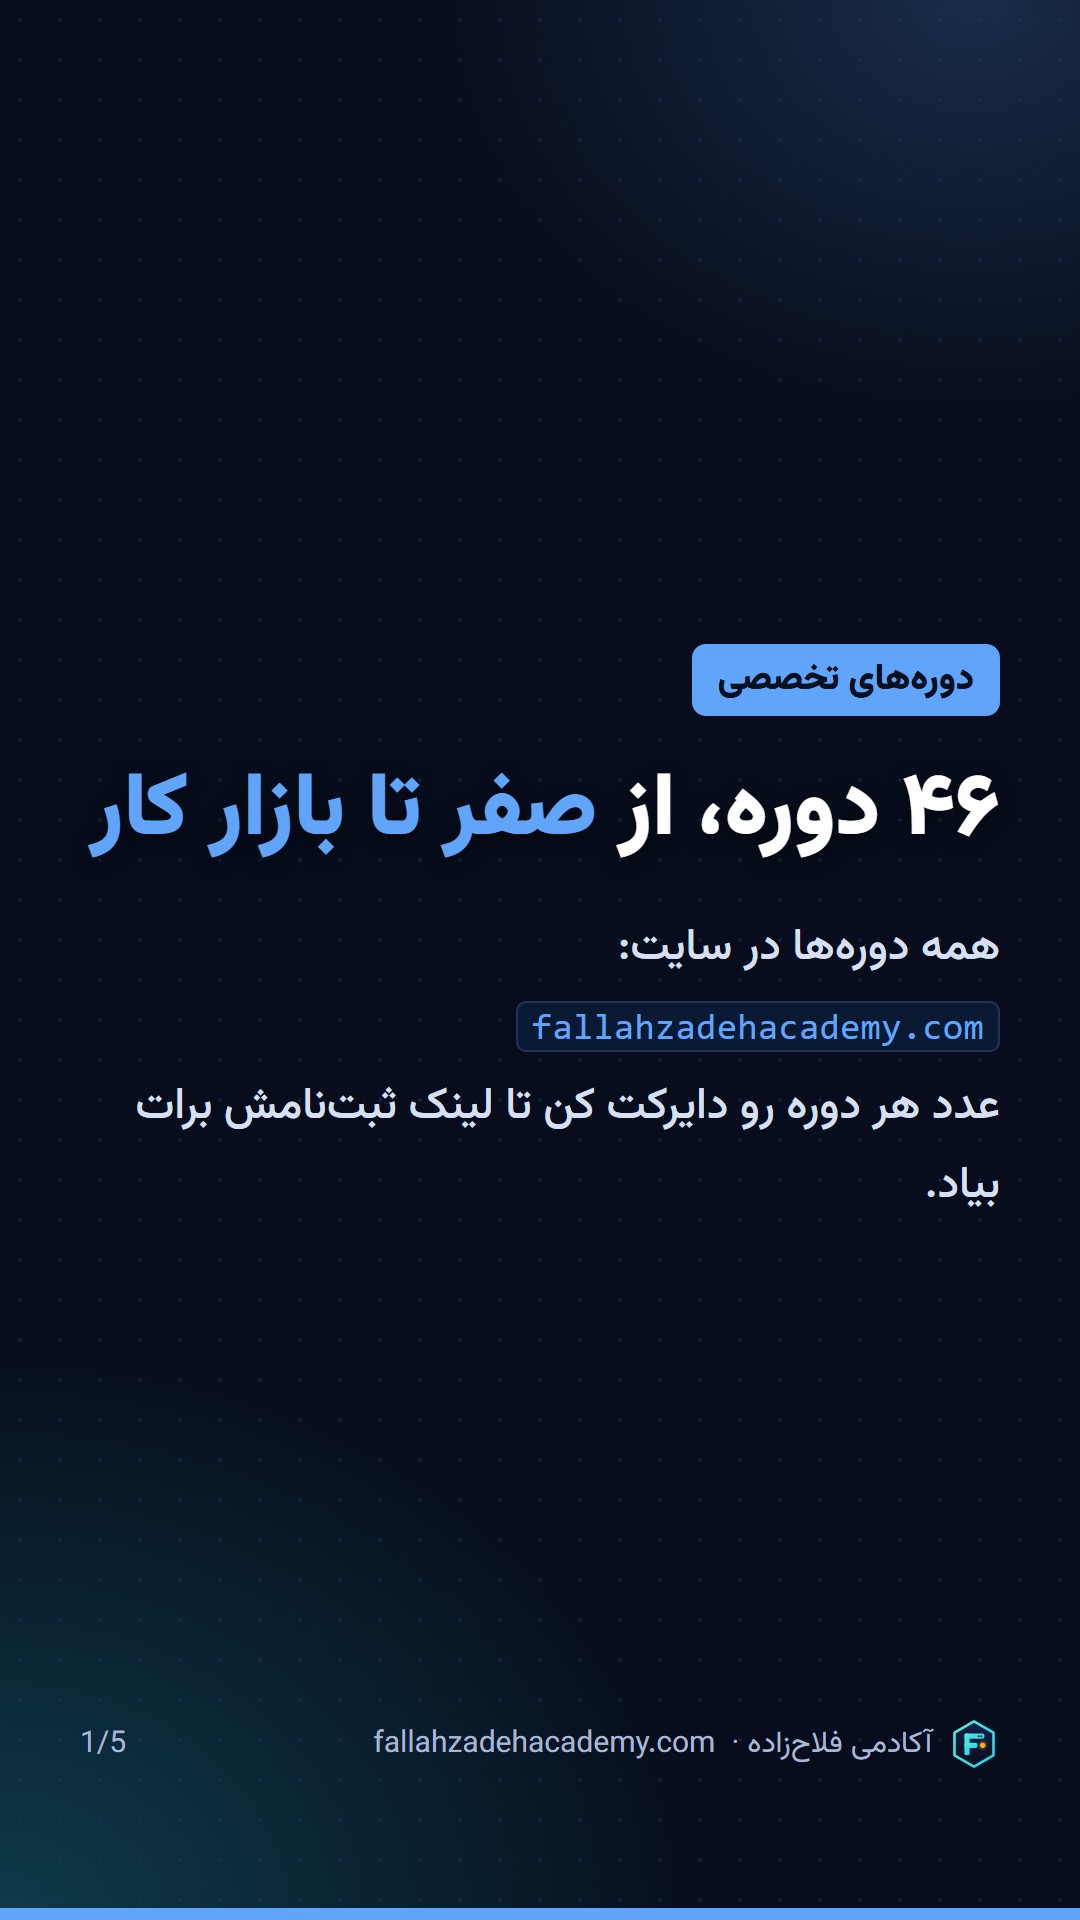 دوره‌های تخصصی
۴۶ دوره، از صفر تا بازار کار
همه دوره‌ها در سایت:
fallahzadehacademy.com
عدد هر دوره رو دایرکت کن تا لینک ثبت‌نامش برات
بیاد.
آکادمی فلاح‌زاده · fallahzadehacademy.com
1/5